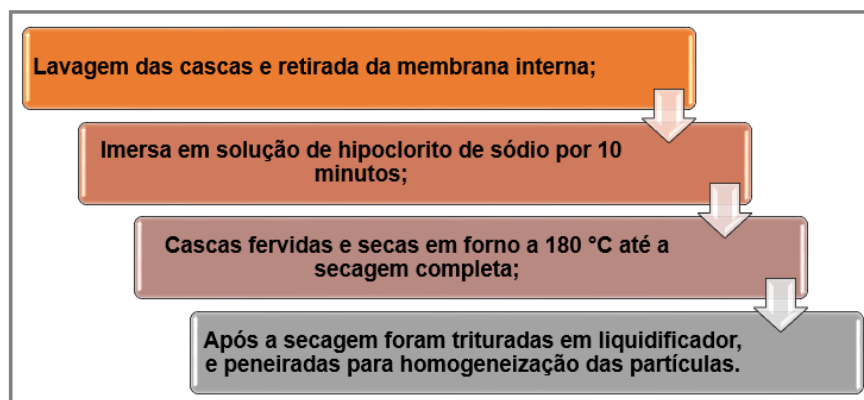 Lavagem das cascas e retirada da membrana interna;
Imersa em solução de hipoclorito de sódio por 10
minutos;
Cascas fervidas e secas em forno a 180 °C até a
secagem completa;
Após a secagem foram trituradas em liquidificador,
e peneiradas para homogeneização das partículas.